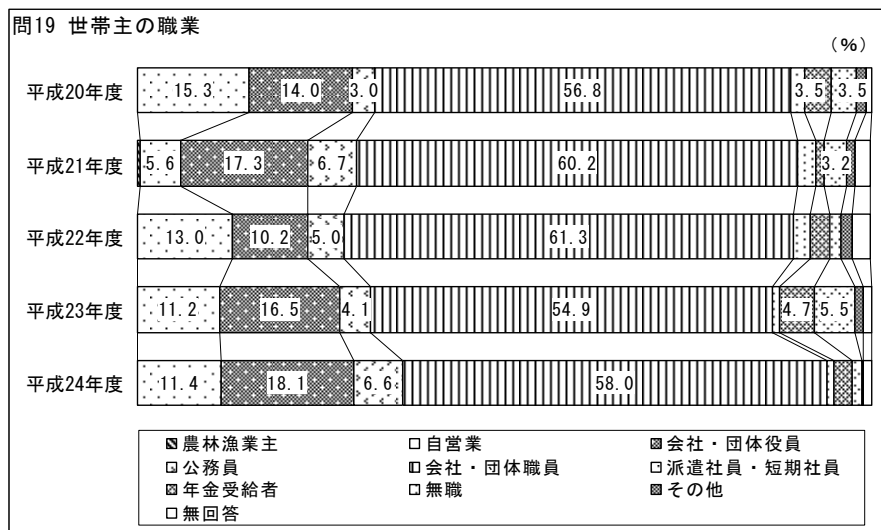 問19 世帯主の職業
(%)
平成20年度 15.3 14.0 3.0 56.8 3.5 3.5
平成21年度 5.6 17.3 6.7 60.2 3.2
平成22年度 13.0 10.2 5.0 61.3
平成23年度 11.2 16.5 4.1 54.9 4.7 5.5
平成24年度 11.4 18.1 6.6 58.0
農林漁業主 自営業 会社・団体役員
公務員 会社・団体職員 派遣社員・短期社員
年金受給者 無職 その他
無回答